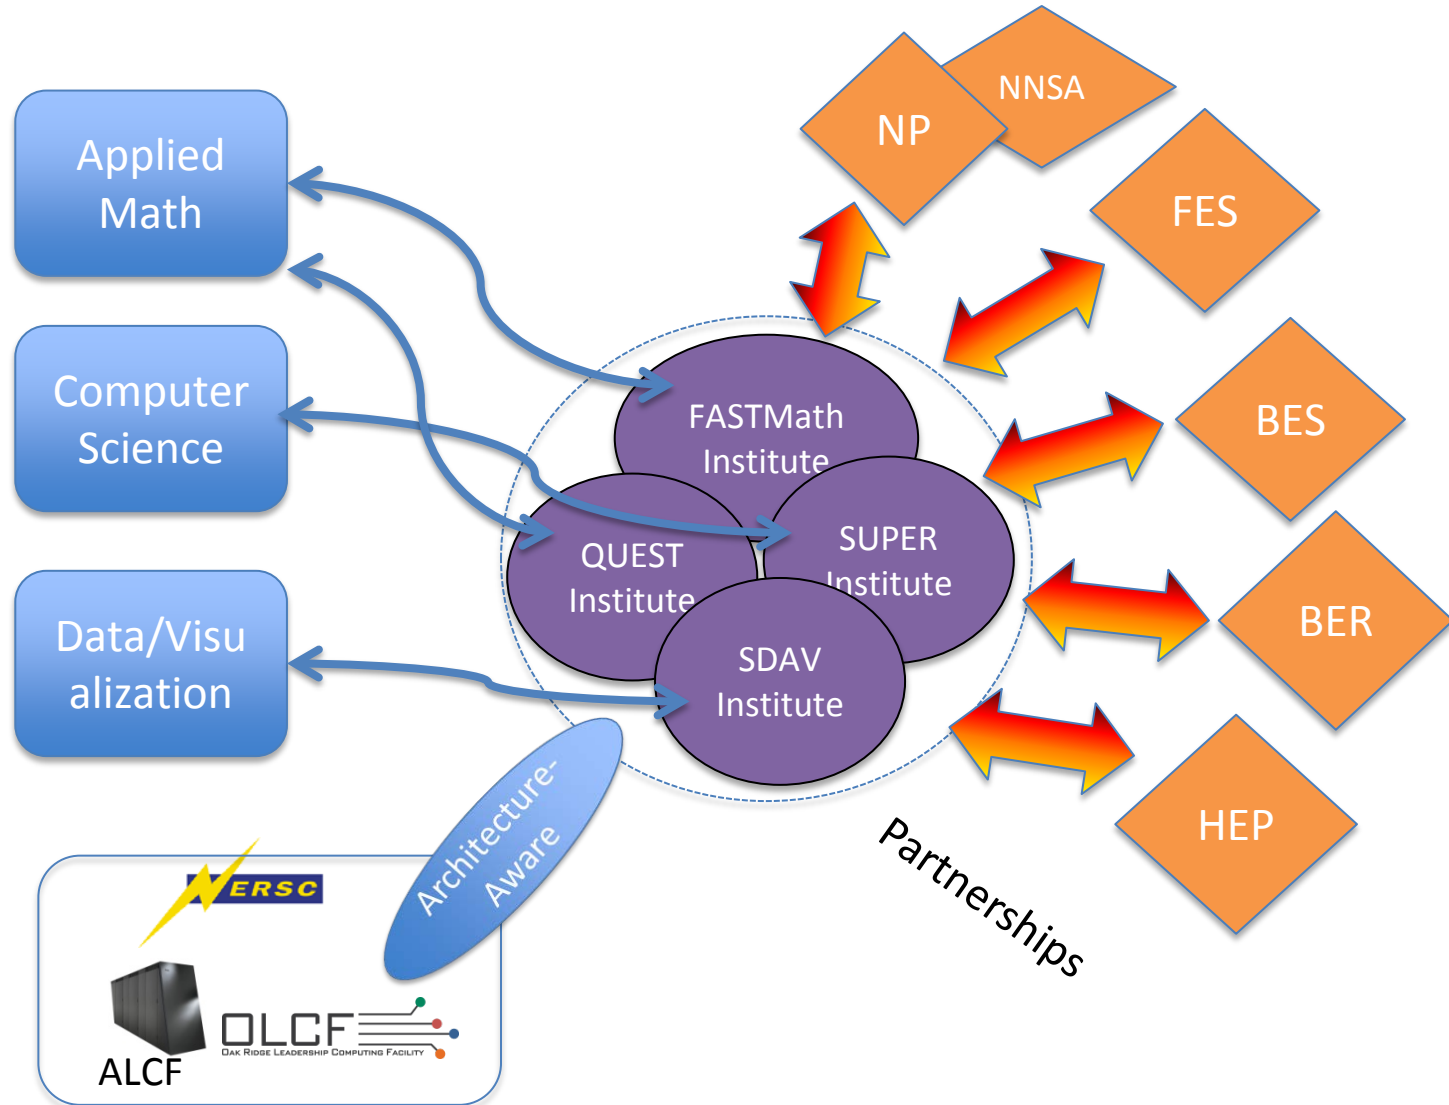 Applied
Math
Computer
Science
Data/Visu
alization
NP
NNSA
FES
BES
BER
HEP
FASTMath
Institute
QUEST
Institute
SUPER
Institute
SDAV
Institute
Partnerships
Architecture-
Aware
NERSC
ALCF
OLCF
OAK RIDGE LEADERSHIP COMPUTING FACILITY